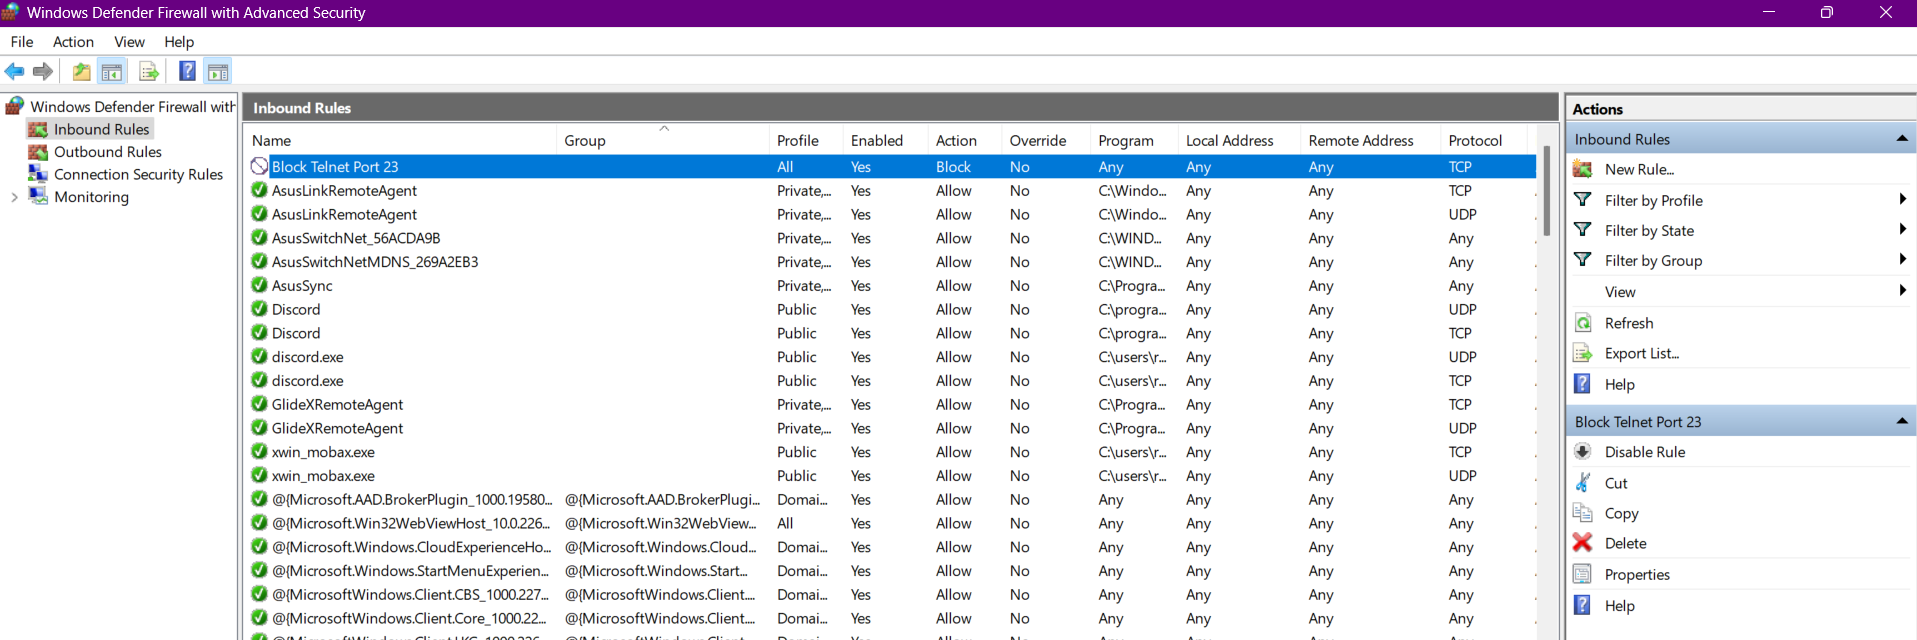 Windows Defender Firewall with Advanced Security
File Action View Help
Windows Defender Firewall with
Inbound Rules
Outbound Rules
Connection Security Rules
Monitoring
Inbound Rules
Name Group Profile Enabled Action Override Program Local Address Remote Address Protocol
Block Telnet Port 23 All Yes Block No Any Any Any TCP
AsusLinkRemoteAgent Private,... Yes Allow No C:\Windo... Any Any TCP
AsusLinkRemoteAgent Private,... Yes Allow No C:\Windo... Any Any UDP
AsusSwitchNet_56ACDA9B Private,... Yes Allow No C:\WIND... Any Any Any
AsusSwitchNetMDNS_269A2EB3 Private,... Yes Allow No C:\WIND... Any Any Any
AsusSync Private,... Yes Allow No C:\Progra... Any Any Any
Discord Public Yes Allow No C:\progra... Any Any UDP
Discord Public Yes Allow No C:\progra... Any Any TCP
discord.exe Public Yes Allow No C:\users\r... Any Any UDP
discord.exe Public Yes Allow No C:\users\r... Any Any TCP
GlideXRemoteAgent Private,... Yes Allow No C:\Progra... Any Any TCP
GlideXRemoteAgent Private,... Yes Allow No C:\Progra... Any Any UDP
xwin_mobax.exe Public Yes Allow No C:\users\r... Any Any TCP
xwin_mobax.exe Public Yes Allow No C:\users\r... Any Any UDP
@{Microsoft.AAD.BrokerPlugin_1000.19580... @{Microsoft.AAD.BrokerPlugi... Domai... Yes Allow No Any Any Any Any
@{Microsoft.Win32WebViewHost_10.0.226... @{Microsoft.Win32WebView... All Yes Allow No Any Any Any Any
@{Microsoft.Windows.CloudExperienceHo... @{Microsoft.Windows.Cloud... Domai... Yes Allow No Any Any Any Any
@{Microsoft.Windows.StartMenuExperien... @{Microsoft.Windows.Start... Domai... Yes Allow No Any Any Any Any
@{MicrosoftWindows.Client.CBS_1000.227... @{MicrosoftWindows.Client.... Domai... Yes Allow No Any Any Any Any
@{MicrosoftWindows.Client.Core_1000.22... @{MicrosoftWindows.Client.... Domai... Yes Allow No Any Any Any Any
Actions
Inbound Rules
New Rule...
Filter by Profile
Filter by State
Filter by Group
View
Refresh
Export List...
Help
Block Telnet Port 23
Disable Rule
Cut
Copy
Delete
Properties
Help